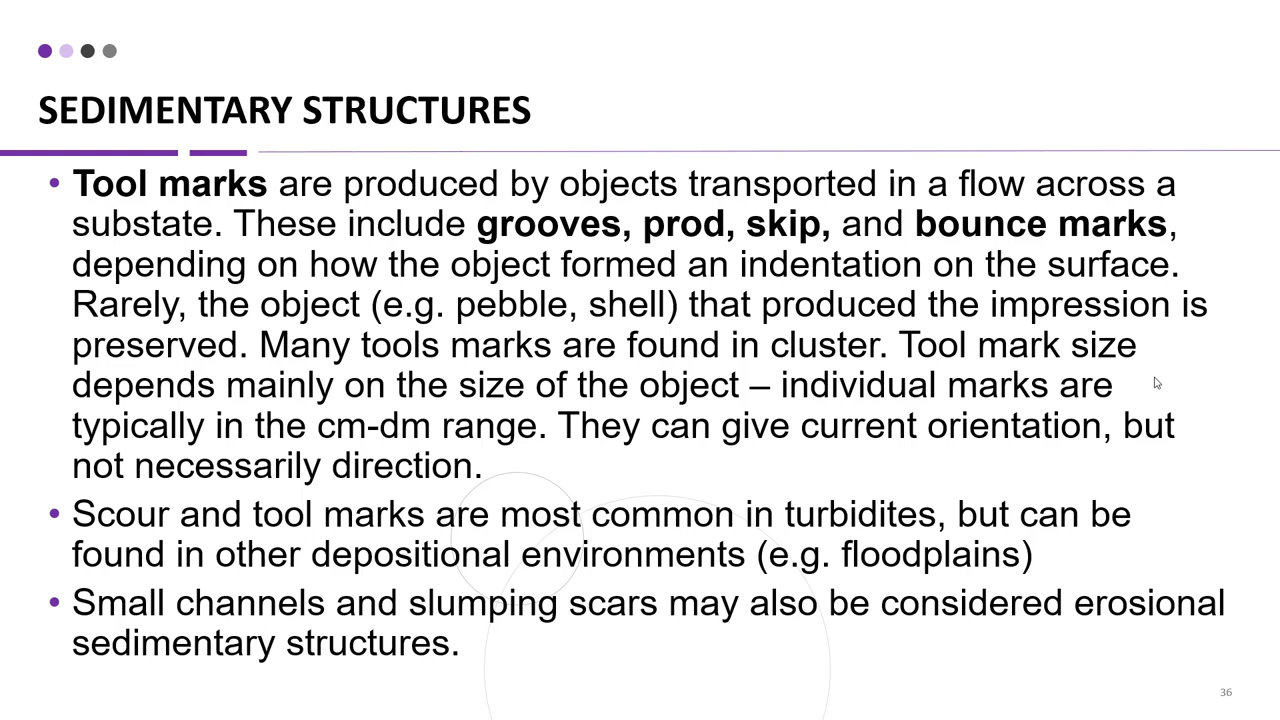 SEDIMENTARY STRUCTURES
• Tool marks are produced by objects transported in a flow across a
substate. These include grooves, prod, skip, and bounce marks,
depending on how the object formed an indentation on the surface.
Rarely, the object (e.g. pebble, shell) that produced the impression is
preserved. Many tools marks are found in cluster. Tool mark size
depends mainly on the size of the object – individual marks are
typically in the cm-dm range. They can give current orientation, but
not necessarily direction.
• Scour and tool marks are most common in turbidites, but can be
found in other depositional environments (e.g. floodplains)
• Small channels and slumping scars may also be considered erosional
sedimentary structures.
36